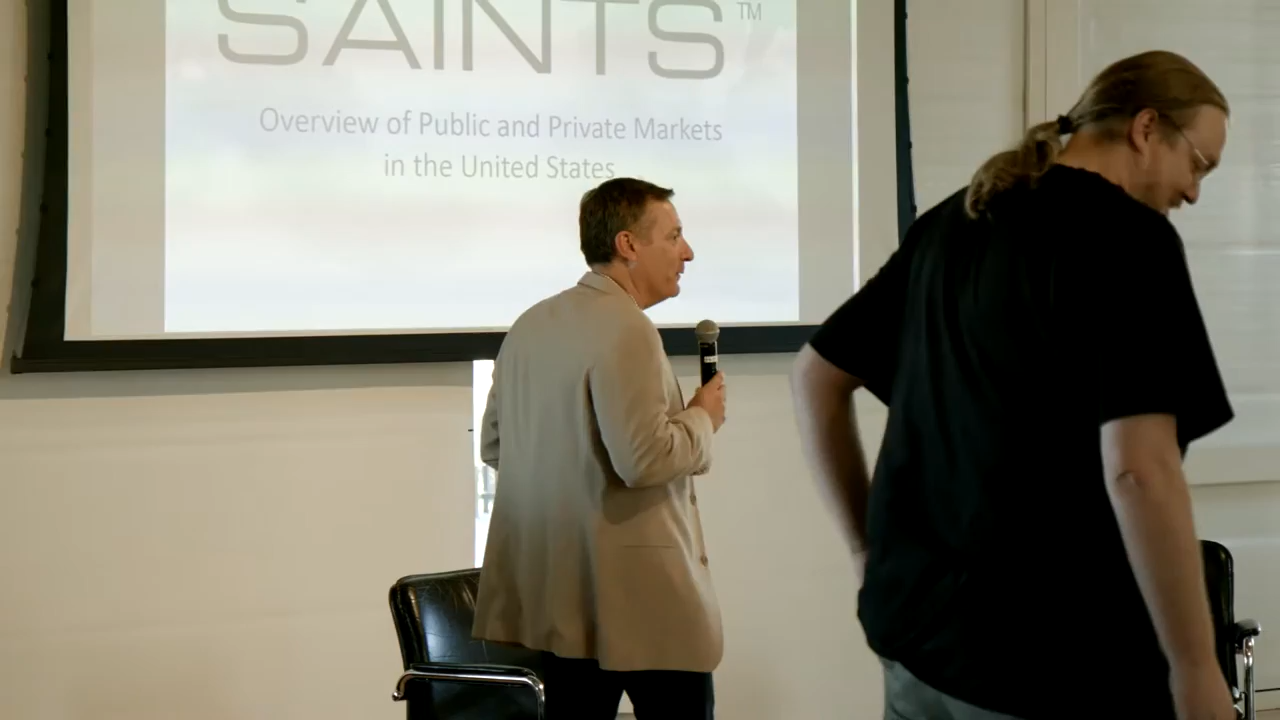 SAINTS™
Overview of Public and Private Markets
in the United States